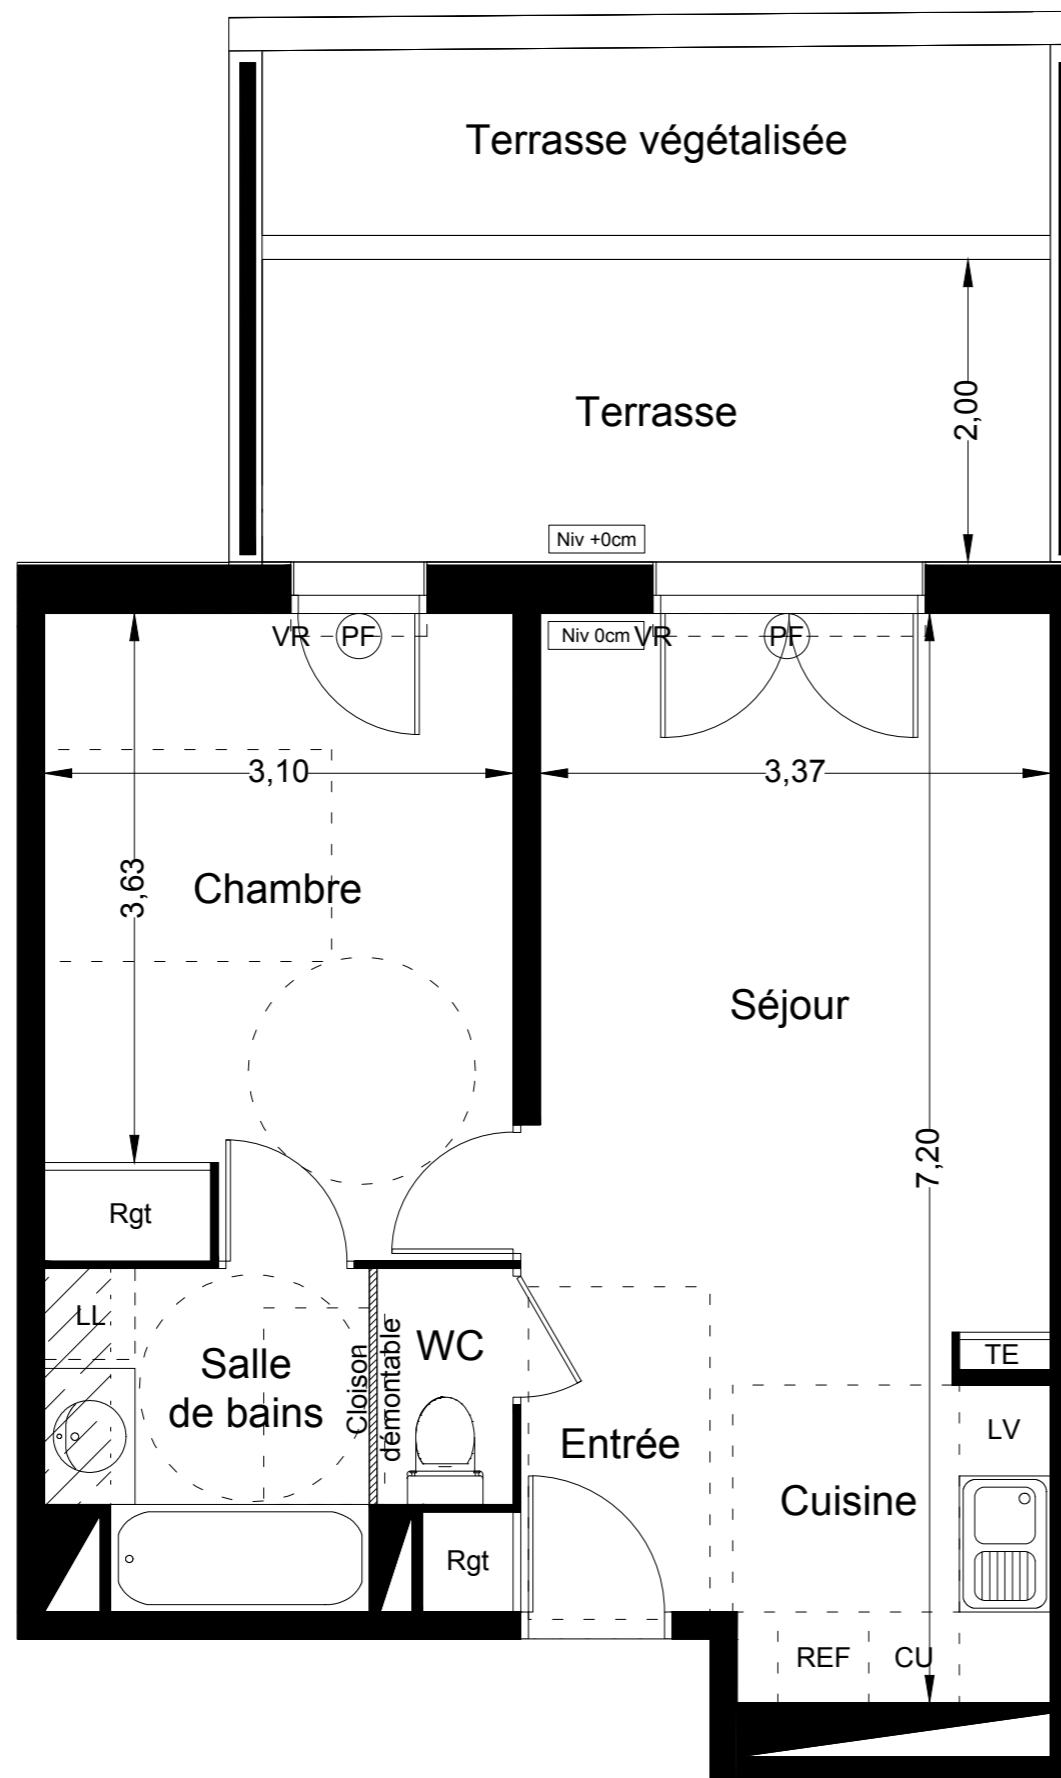 Terrasse végétalisée
Terrasse
2,00
Niv +0cm
VR
PF
Niv 0cm
VR
PF
3,10
3,37
3,63
Chambre
Séjour
7,20
Rgt
LL
Salle
de bains
Cloison
démontable
WC
TE
Entrée
LV
Cuisine
Rgt
REF
CU